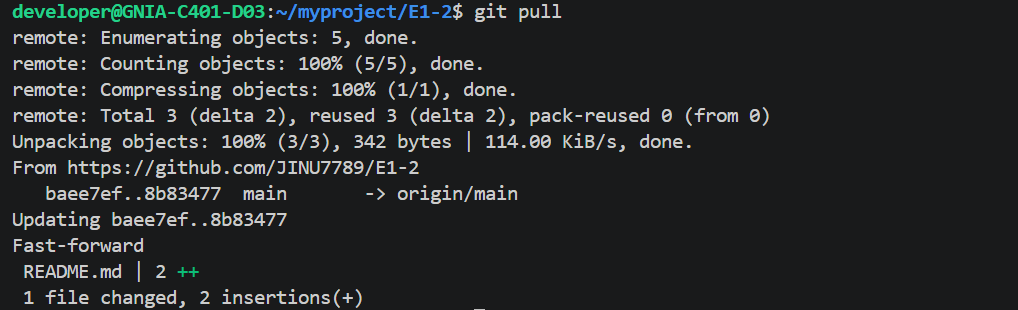 developer@GNIA-C401-D03:~/myproject/E1-2$ git pull
remote: Enumerating objects: 5, done.
remote: Counting objects: 100% (5/5), done.
remote: Compressing objects: 100% (1/1), done.
remote: Total 3 (delta 2), reused 3 (delta 2), pack-reused 0 (from 0)
Unpacking objects: 100% (3/3), 342 bytes | 114.00 KiB/s, done.
From https://github.com/JINU7789/E1-2
   baee7ef..8b83477  main       -> origin/main
Updating baee7ef..8b83477
Fast-forward
 README.md | 2 ++
 1 file changed, 2 insertions(+)